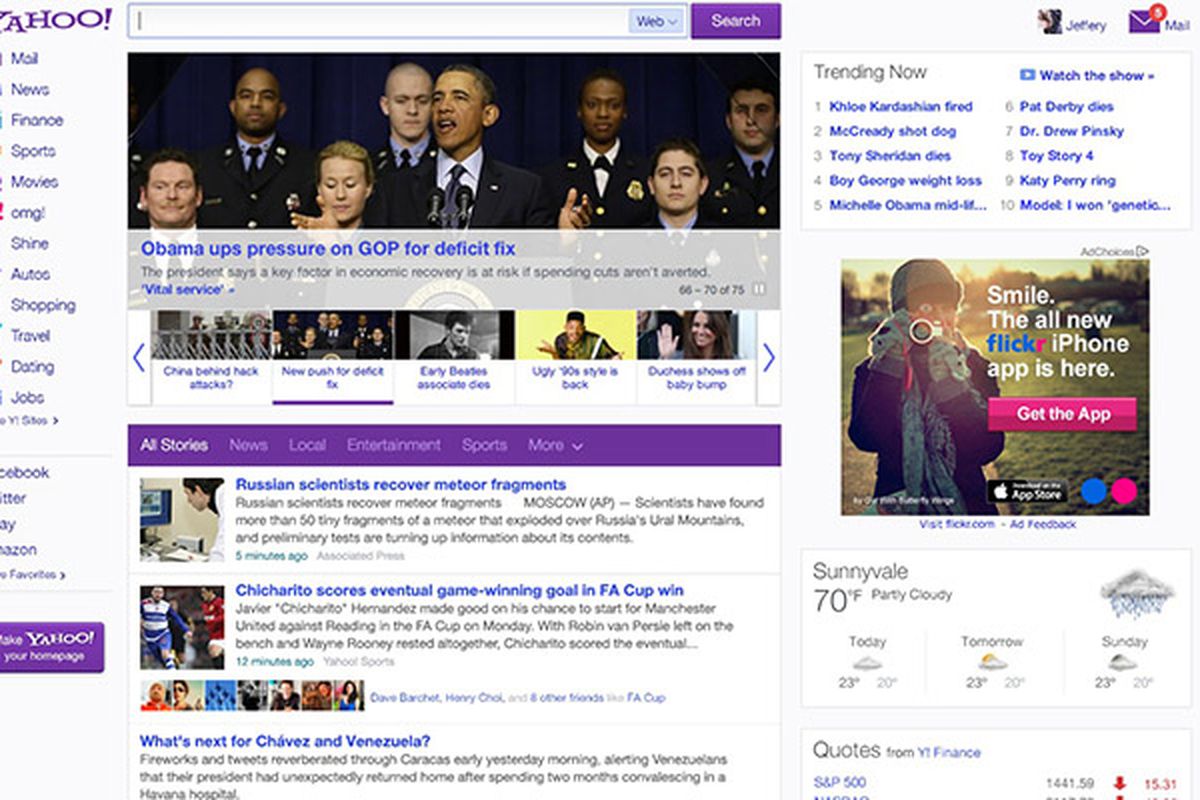 YAHOO!
Web
Search
Jeffery
5
Mail
Mail
News
Finance
Sports
Movies
omg!
Shine
Autos
Shopping
Travel
Dating
Jobs
Y! Sites >
Favorites >
YAHOO!
your homepage
Obama ups pressure on GOP for deficit fix
The president says a key factor in economic recovery is at risk if spending cuts aren't averted.
'Vital service' »
66 – 70 of 75
China behind hack
attacks?
New push for deficit
fix
Early Beatles
associate dies
Ugly '90s style is
back
Duchess shows off
baby bump
All Stories News Local Entertainment Sports More
Russian scientists recover meteor fragments
Russian scientists recover meteor fragments MOSCOW (AP) — Scientists have found
more than 50 tiny fragments of a meteor that exploded over Russia's Ural Mountains,
and preliminary tests are turning up information about its contents.
5 minutes ago Associated Press
Chicharito scores eventual game-winning goal in FA Cup win
Javier "Chicharito" Hernandez made good on his chance to start for Manchester
United against Reading in the FA Cup on Monday. With Robin van Persie left on the
bench and Wayne Rooney rested altogether, Chicharito scored the eventual...
12 minutes ago Yahoo! Sports
Dave Barchet, Henry Choi, and 8 other friends like FA Cup
What's next for Chávez and Venezuela?
Fireworks and tweets reverberated through Caracas early yesterday morning, alerting Venezuelans
that their president had unexpectedly returned home after spending two months convalescing in a
Havana hospital.
Trending Now
Watch the show »
1 Khloe Kardashian fired
2 McCready shot dog
3 Tony Sheridan dies
4 Boy George weight loss
5 Michelle Obama mid-lif...
6 Pat Derby dies
7 Dr. Drew Pinsky
8 Toy Story 4
9 Katy Perry ring
10 Model: I won 'genetic...
AdChoices
Smile.
The all new
flickr iPhone
app is here.
Get the App
Download on the
App Store
Visit flickr.com - Ad Feedback
Sunnyvale
70°F Partly Cloudy
Today
23° 20°
Tomorrow
23° 20°
Sunday
23° 20°
Quotes from Y! Finance
S&P 500 1441.59 15.31